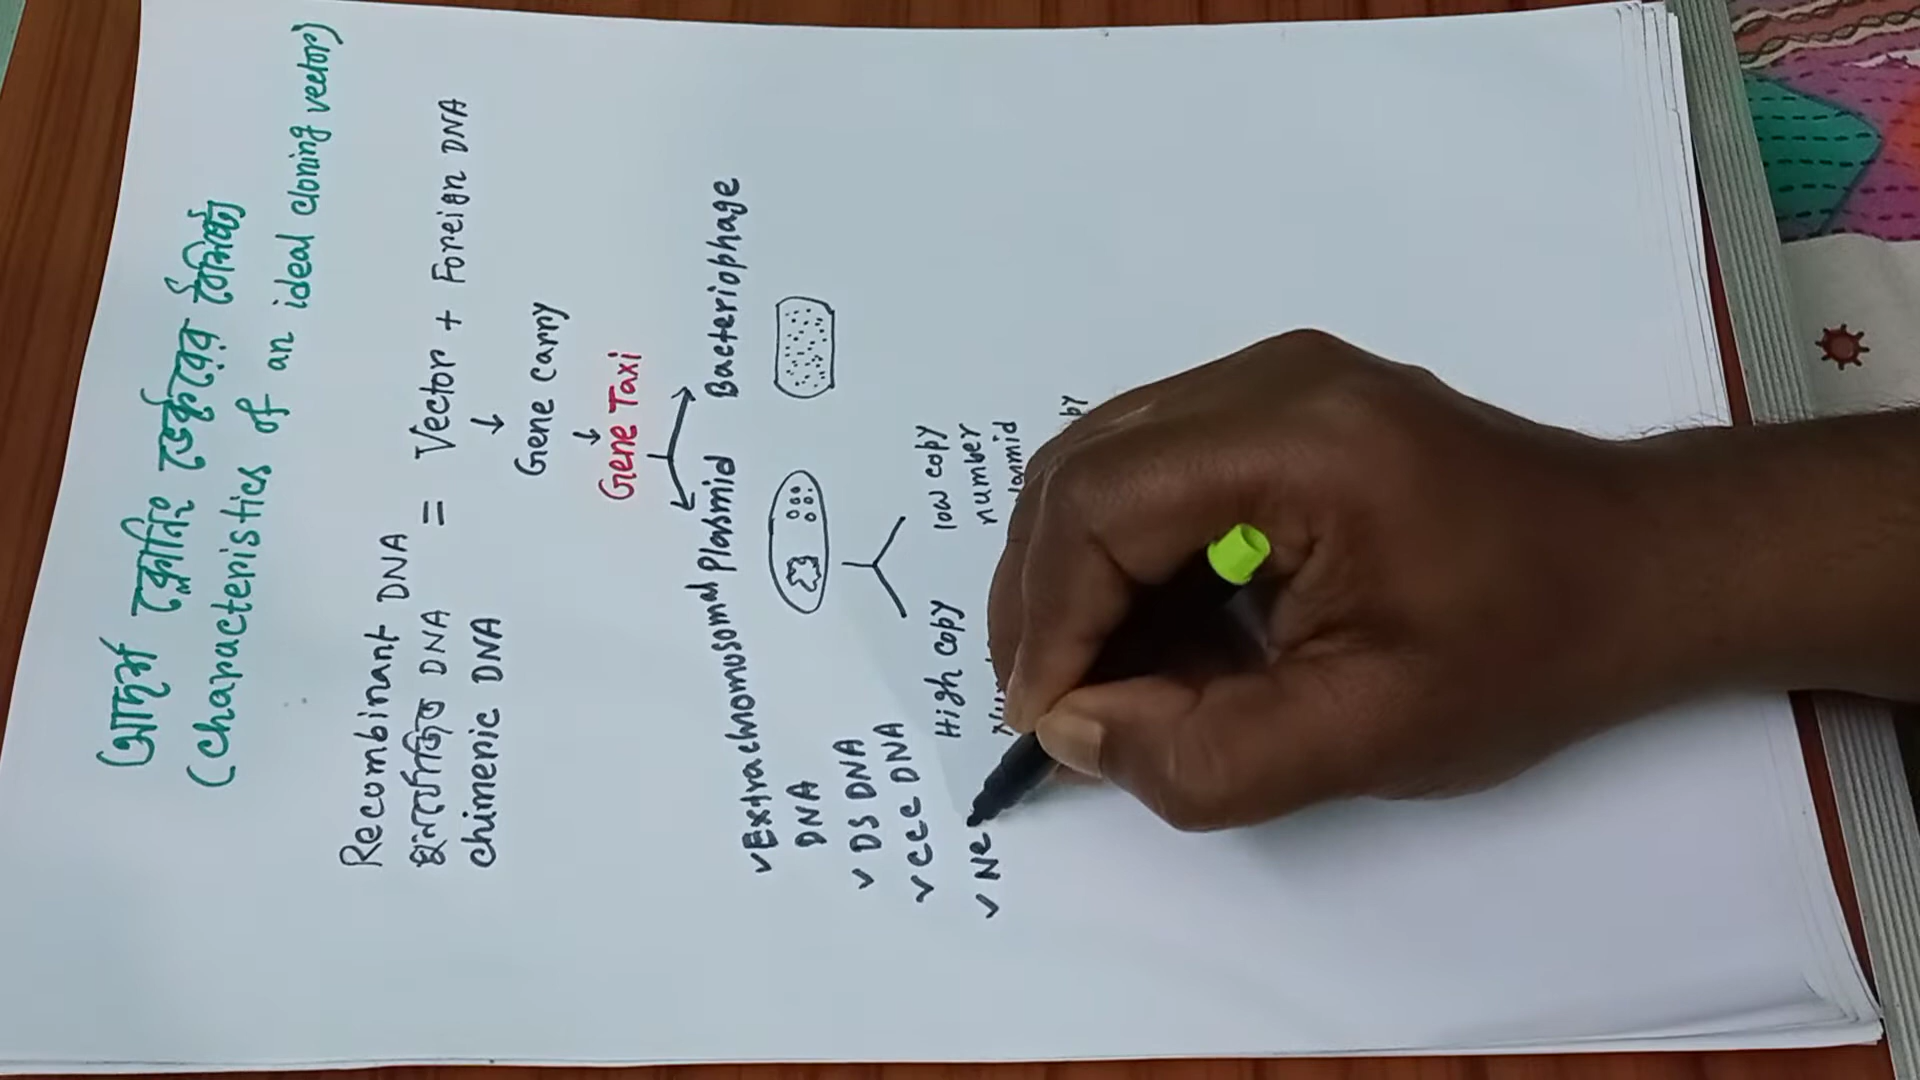 আদর্শ ক্লোনিং ভেক্টরের বৈশিষ্ট্য
(characteristics of an ideal cloning vector)
Recombinant DNA
পুনর্যোজিত DNA = Vector + Foreign DNA
chimeric DNA
Gene carry
Gene Taxi
Extrachromosomal Plasmid Bacteriophage
DNA
DS DNA
CCC DNA
High copy low copy
number
Ne